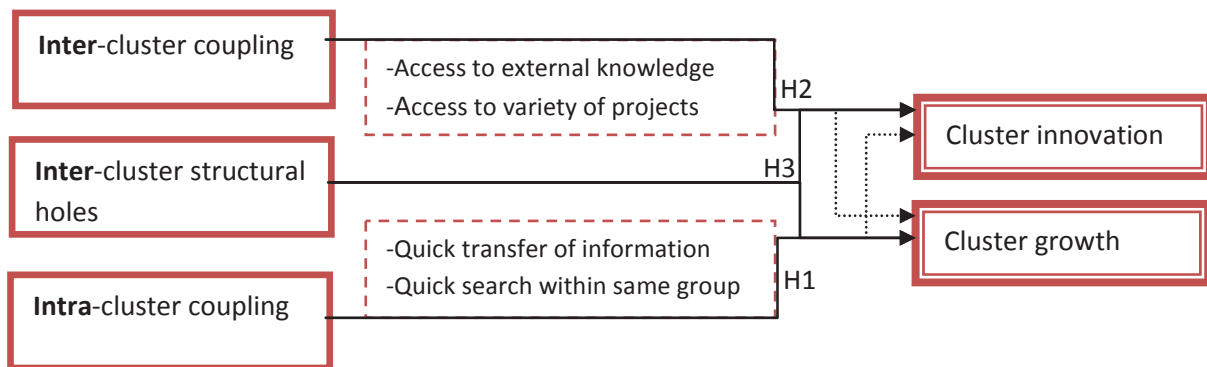 Inter-cluster coupling
-Access to external knowledge
-Access to variety of projects
H2
Cluster innovation
Inter-cluster structural
holes
H3
-Quick transfer of information
-Quick search within same group
H1
Cluster growth
Intra-cluster coupling